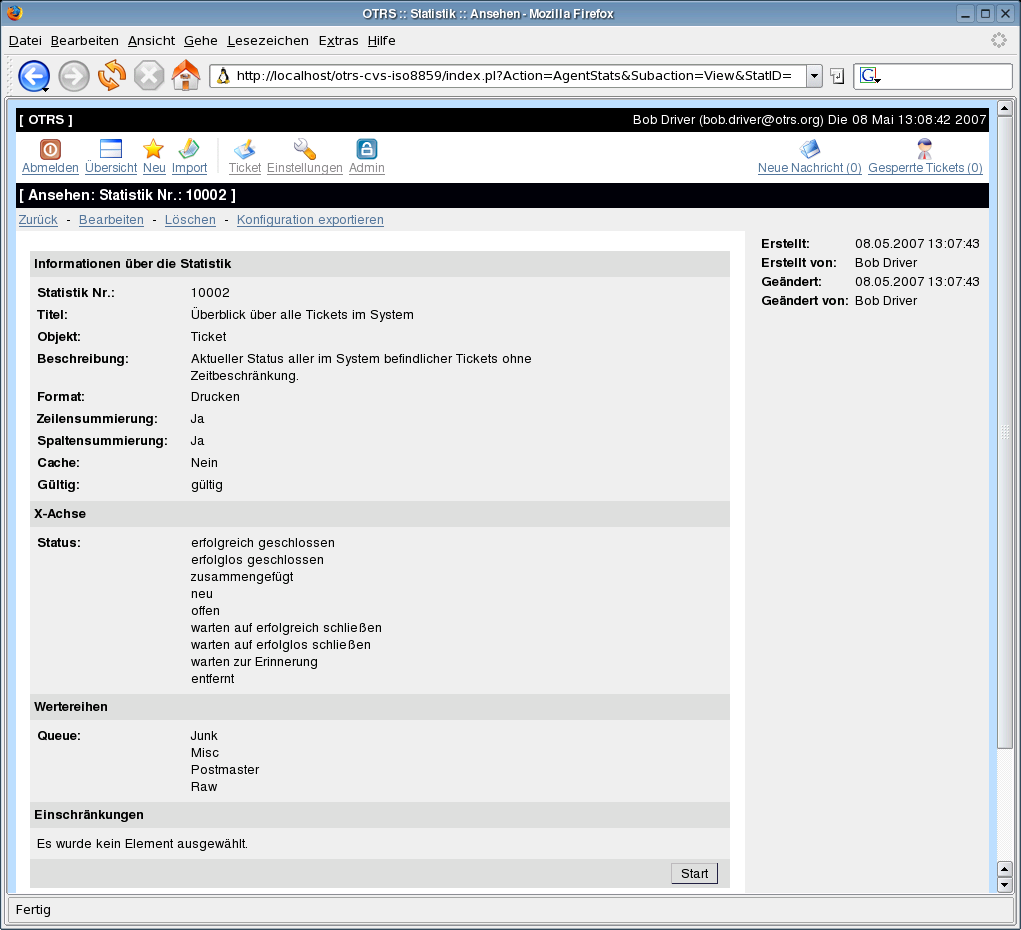 OTRS :: Statistik :: Ansehen - Mozilla Firefox
Datei Bearbeiten Ansicht Gehe Lesezeichen Extras Hilfe
http://localhost/otrs-cvs-iso8859/index.pl?Action=AgentStats&Subaction=View&StatID=
G
[ OTRS ] Bob Driver (bob.driver@otrs.org) Die 08 Mai 13:08:42 2007
Abmelden Übersicht Neu Import Ticket Einstellungen Admin Neue Nachricht (0) Gesperrte Tickets (0)
[ Ansehen: Statistik Nr.: 10002 ]
Zurück - Bearbeiten - Löschen - Konfiguration exportieren
Informationen über die Statistik
Statistik Nr.: 10002
Titel: Überblick über alle Tickets im System
Objekt: Ticket
Beschreibung: Aktueller Status aller im System befindlicher Tickets ohne
Zeitbeschränkung.
Format: Drucken
Zeilensummierung: Ja
Spaltensummierung: Ja
Cache: Nein
Gültig: gültig
X-Achse
Status: erfolgreich geschlossen
erfolglos geschlossen
zusammengefügt
neu
offen
warten auf erfolgreich schließen
warten auf erfolglos schließen
warten zur Erinnerung
entfernt
Wertereihen
Queue: Junk
Misc
Postmaster
Raw
Einschränkungen
Es wurde kein Element ausgewählt.
Start
Erstellt: 08.05.2007 13:07:43
Erstellt von: Bob Driver
Geändert: 08.05.2007 13:07:43
Geändert von: Bob Driver
Fertig